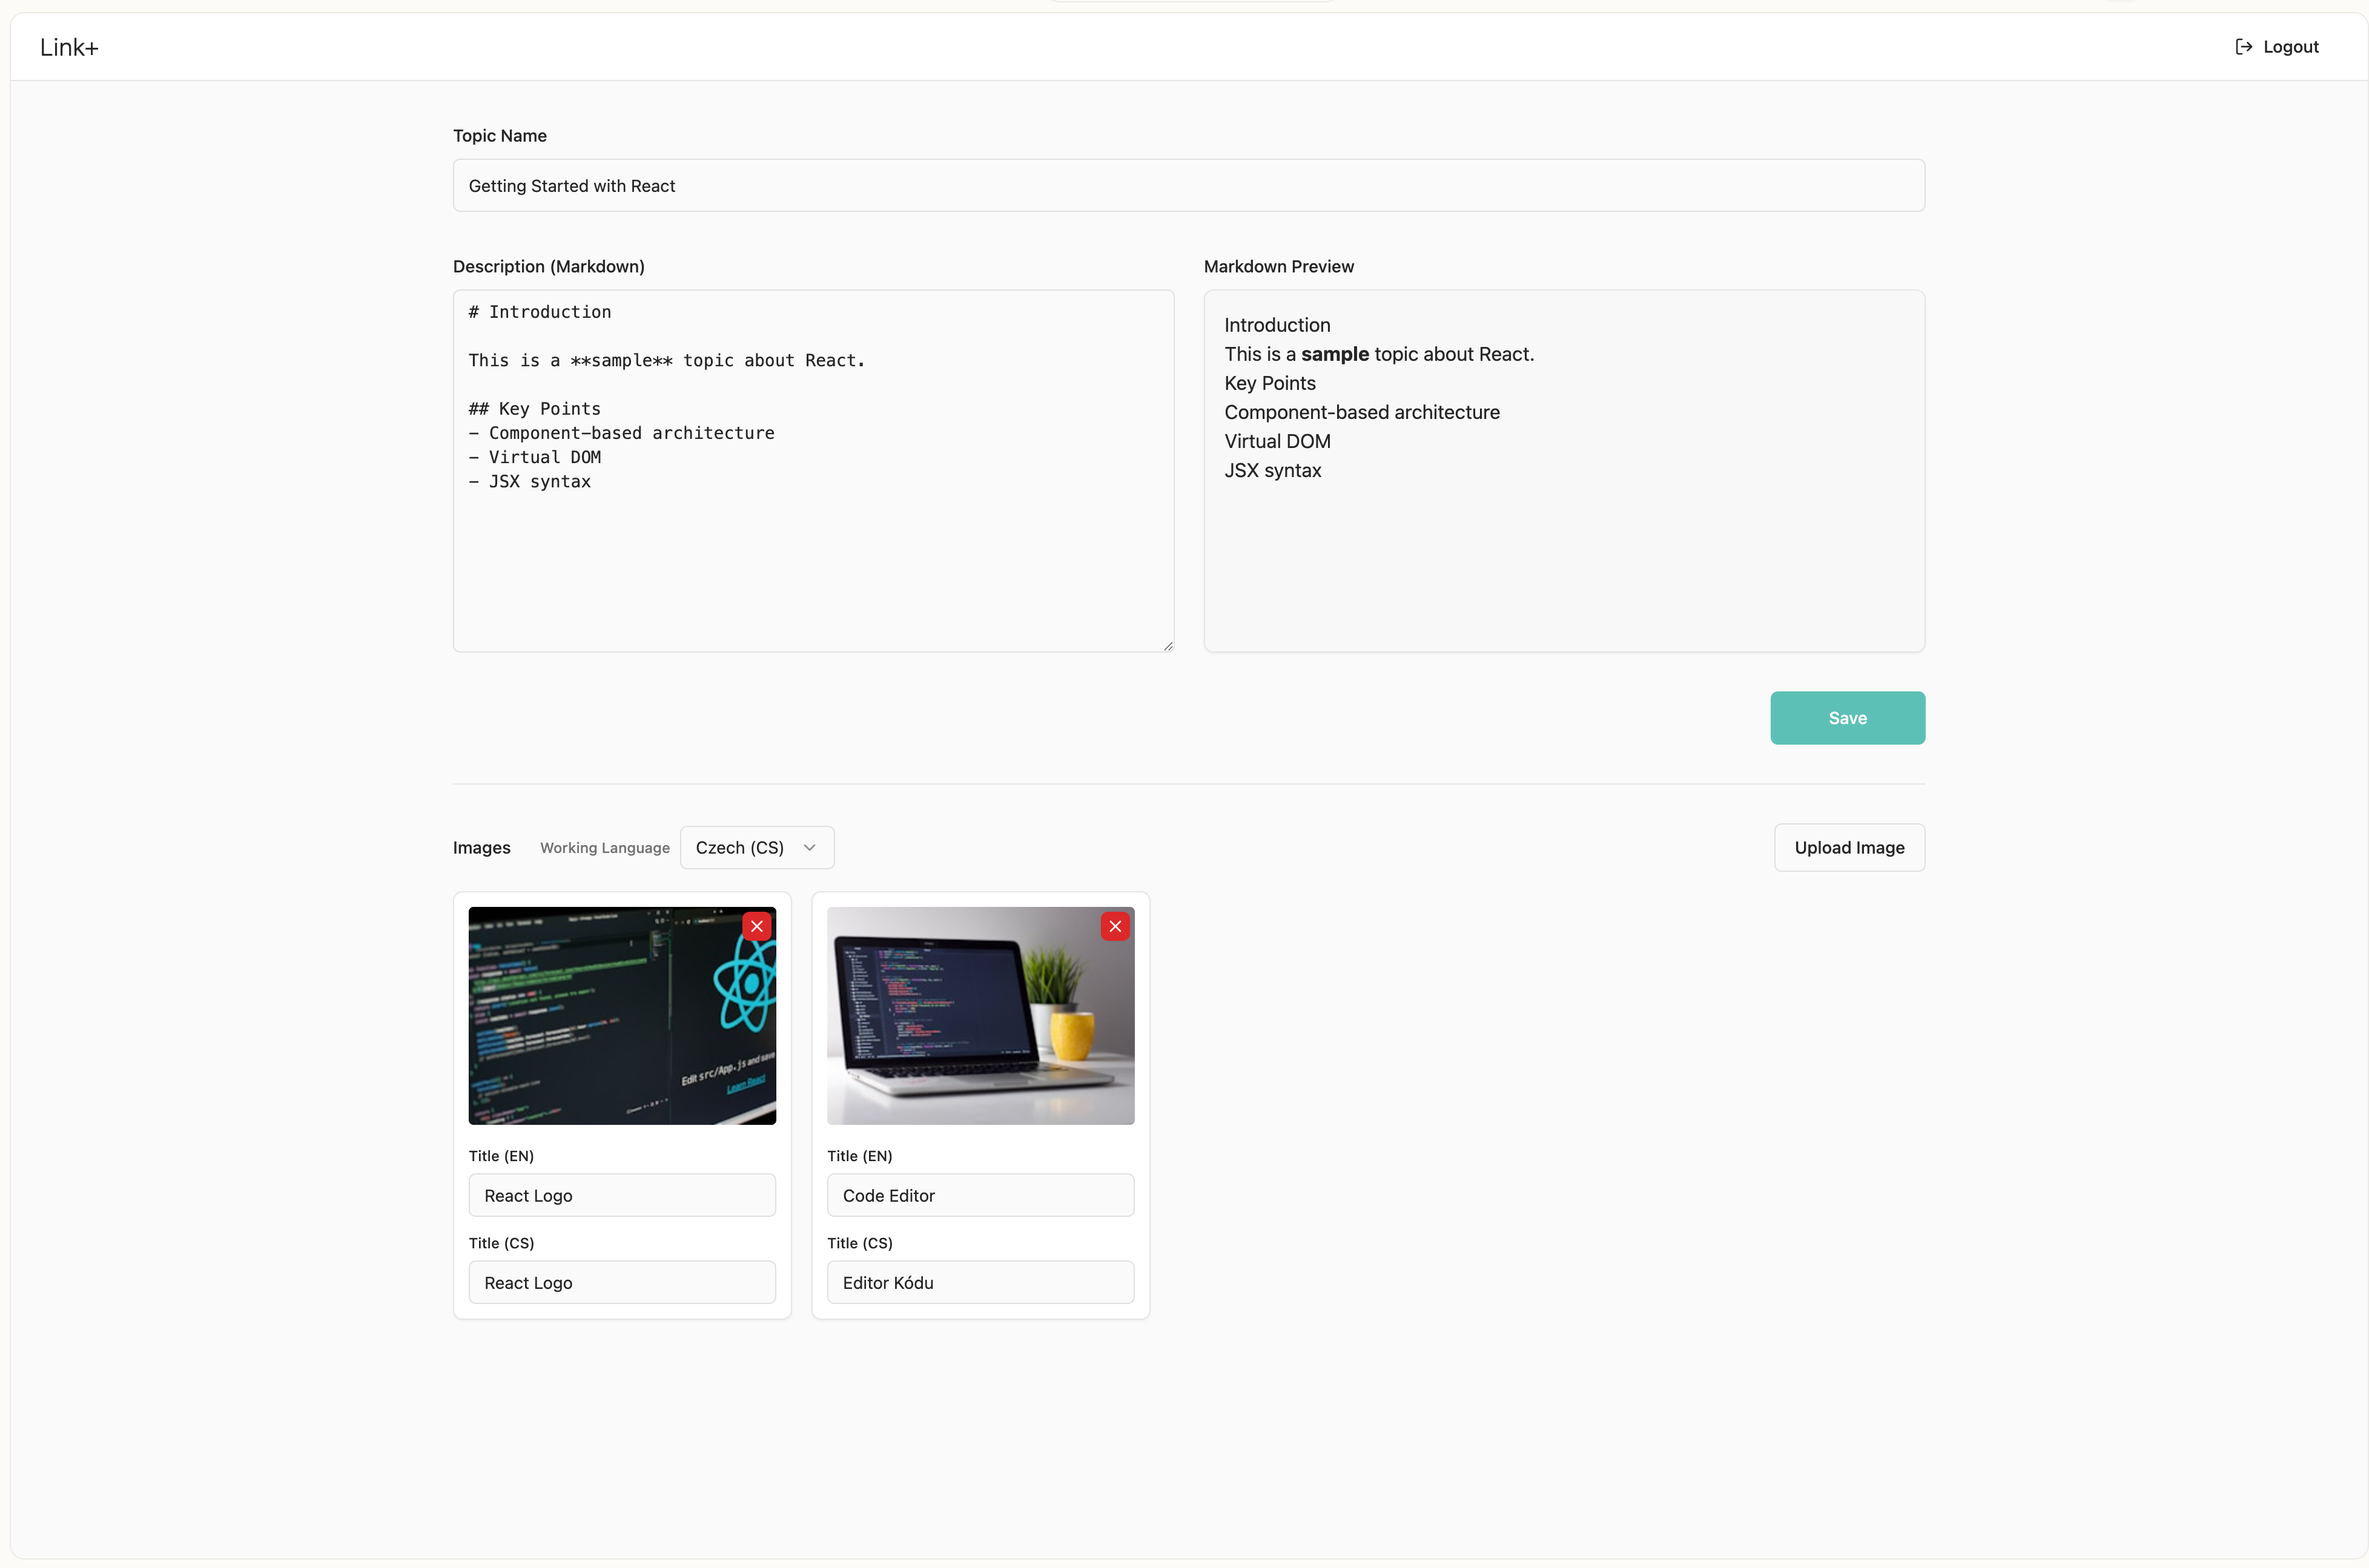 Link+
Logout
Topic Name
Getting Started with React
Description (Markdown)
# Introduction
This is a **sample** topic about React.
## Key Points
- Component-based architecture
- Virtual DOM
- JSX syntax
Markdown Preview
Introduction
This is a sample topic about React.
Key Points
Component-based architecture
Virtual DOM
JSX syntax
Save
Images
Working Language
Czech (CS)
Upload Image
Edit src/App.js and save
Learn React
Title (EN)
React Logo
Title (CS)
React Logo
Title (EN)
Code Editor
Title (CS)
Editor Kódu